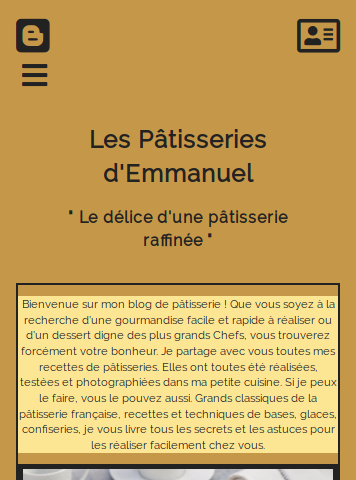 Les Pâtisseries
d'Emmanuel
" Le délice d'une pâtisserie
raffinée "
Bienvenue sur mon blog de pâtisserie ! Que vous soyez à la
recherche d'une gourmandise facile et rapide à réaliser ou
d'un dessert digne des plus grands Chefs, vous trouverez
forcément votre bonheur. Je partage avec vous toutes mes
recettes de pâtisseries. Elles ont toutes été réalisées,
testées et photographiées dans ma petite cuisine. Si je peux
le faire, vous le pouvez aussi. Grands classiques de la
pâtisserie française, recettes et techniques de bases, glaces,
confiseries, je vous livre tous les secrets et les astuces pour
les réaliser facilement chez vous.